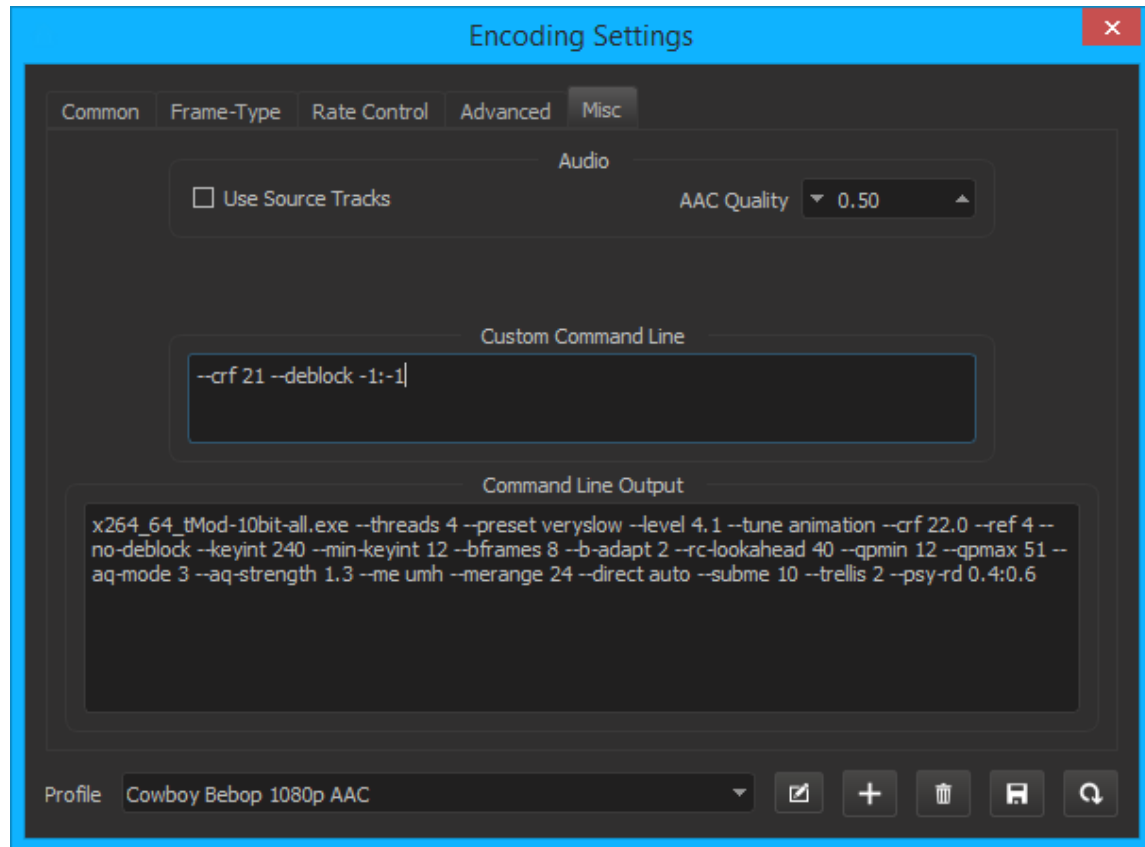 Encoding Settings
Common Frame-Type Rate Control Advanced Misc
Audio
Use Source Tracks AAC Quality 0.50
Custom Command Line
--crf 21 --deblock -1:-1
Command Line Output
x264_64_tMod-10bit-all.exe --threads 4 --preset veryslow --level 4.1 --tune animation --crf 22.0 --ref 4 --
no-deblock --keyint 240 --min-keyint 12 --bframes 8 --b-adapt 2 --rc-lookahead 40 --qpmin 12 --qpmax 51 --
aq-mode 3 --aq-strength 1.3 --me umh --merange 24 --direct auto --subme 10 --trellis 2 --psy-rd 0.4:0.6
Profile Cowboy Bebop 1080p AAC